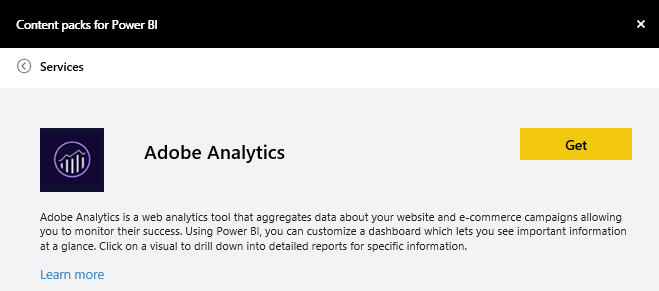 Content packs for Power BI
Services
Adobe Analytics
Get
Adobe Analytics is a web analytics tool that aggregates data about your website and e-commerce campaigns allowing
you to monitor their success. Using Power BI, you can customize a dashboard which lets you see important information
at a glance. Click on a visual to drill down into detailed reports for specific information.
Learn more